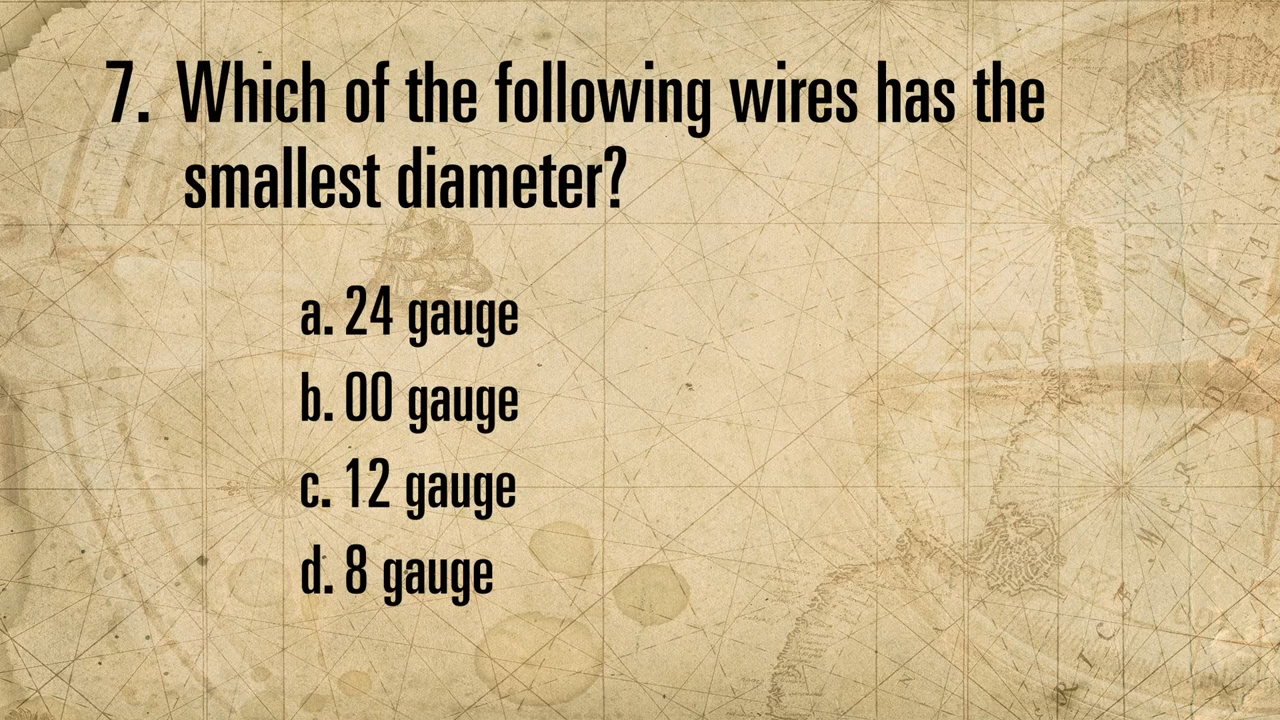 7. Which of the following wires has the
smallest diameter?
a. 24 gauge
b. 00 gauge
c. 12 gauge
d. 8 gauge